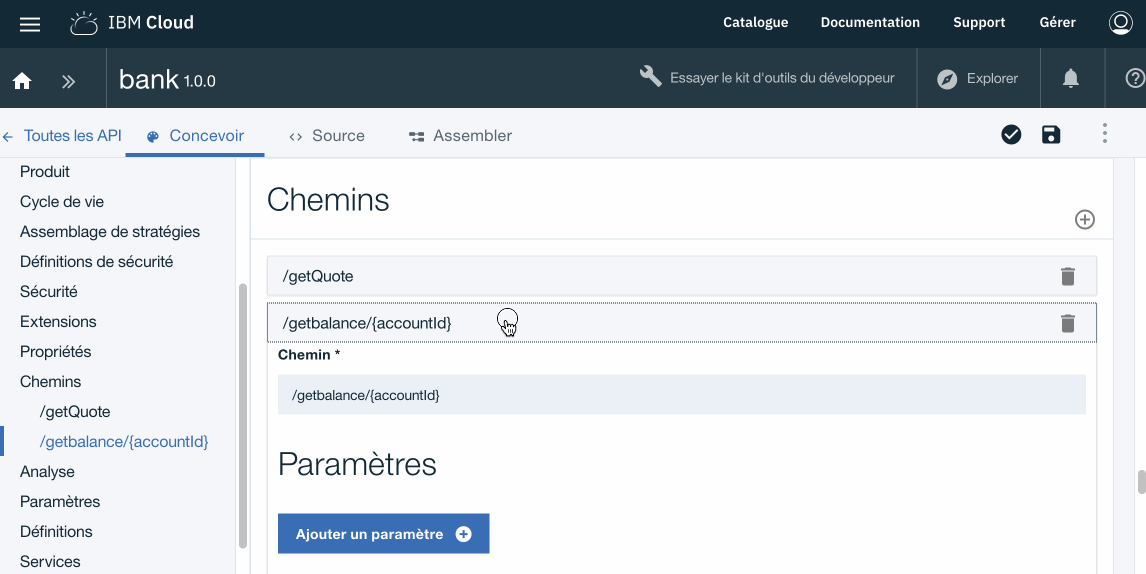 IBM Cloud
Catalogue
Documentation
Support
Gérer
bank 1.0.0
Essayer le kit d'outils du développeur
Explorer
Toutes les API
Concevoir
Source
Assembler
Produit
Cycle de vie
Assemblage de stratégies
Définitions de sécurité
Sécurité
Extensions
Propriétés
Chemins
/getQuote
/getbalance/{accountId}
Analyse
Paramètres
Définitions
Services
Chemins
/getQuote
/getbalance/{accountId}
Chemin *
/getbalance/{accountId}
Paramètres
Ajouter un paramètre